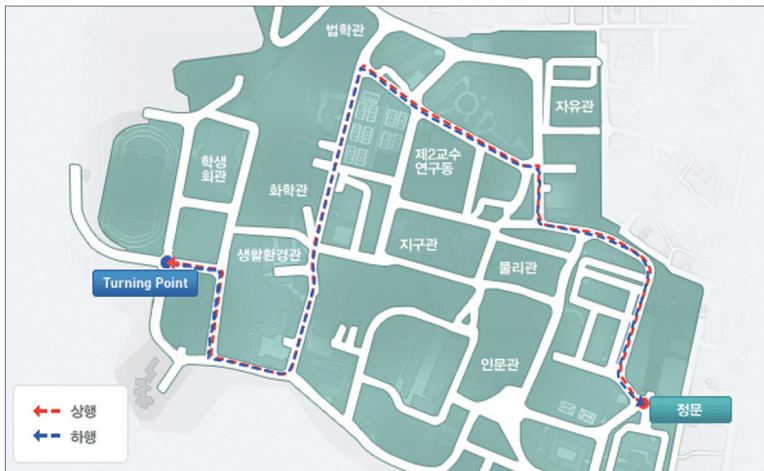 법학관
자유관
제2교수
연구동
학생
회관
화학관
지구관
생활환경관
물리관
Turning Point
인문관
상행
하행
정문